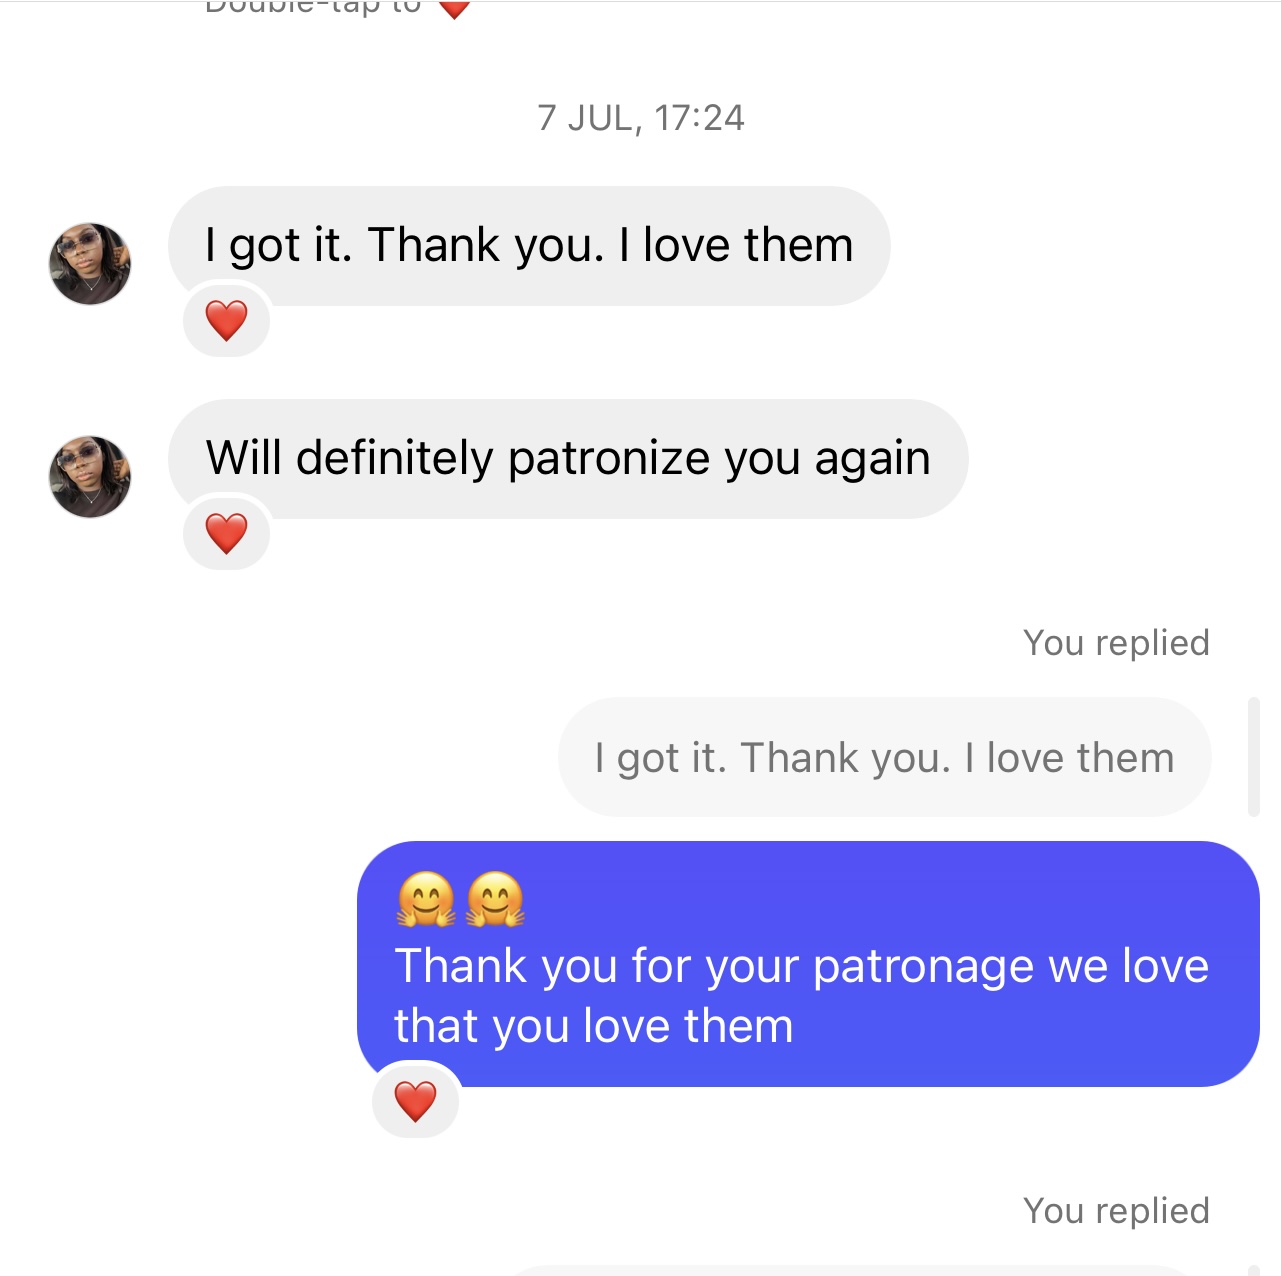 Double-tap to ❤️
7 JUL, 17:24
I got it. Thank you. I love them
❤️
Will definitely patronize you again
❤️
You replied
I got it. Thank you. I love them
🤗🤗
Thank you for your patronage we love
that you love them
❤️
You replied